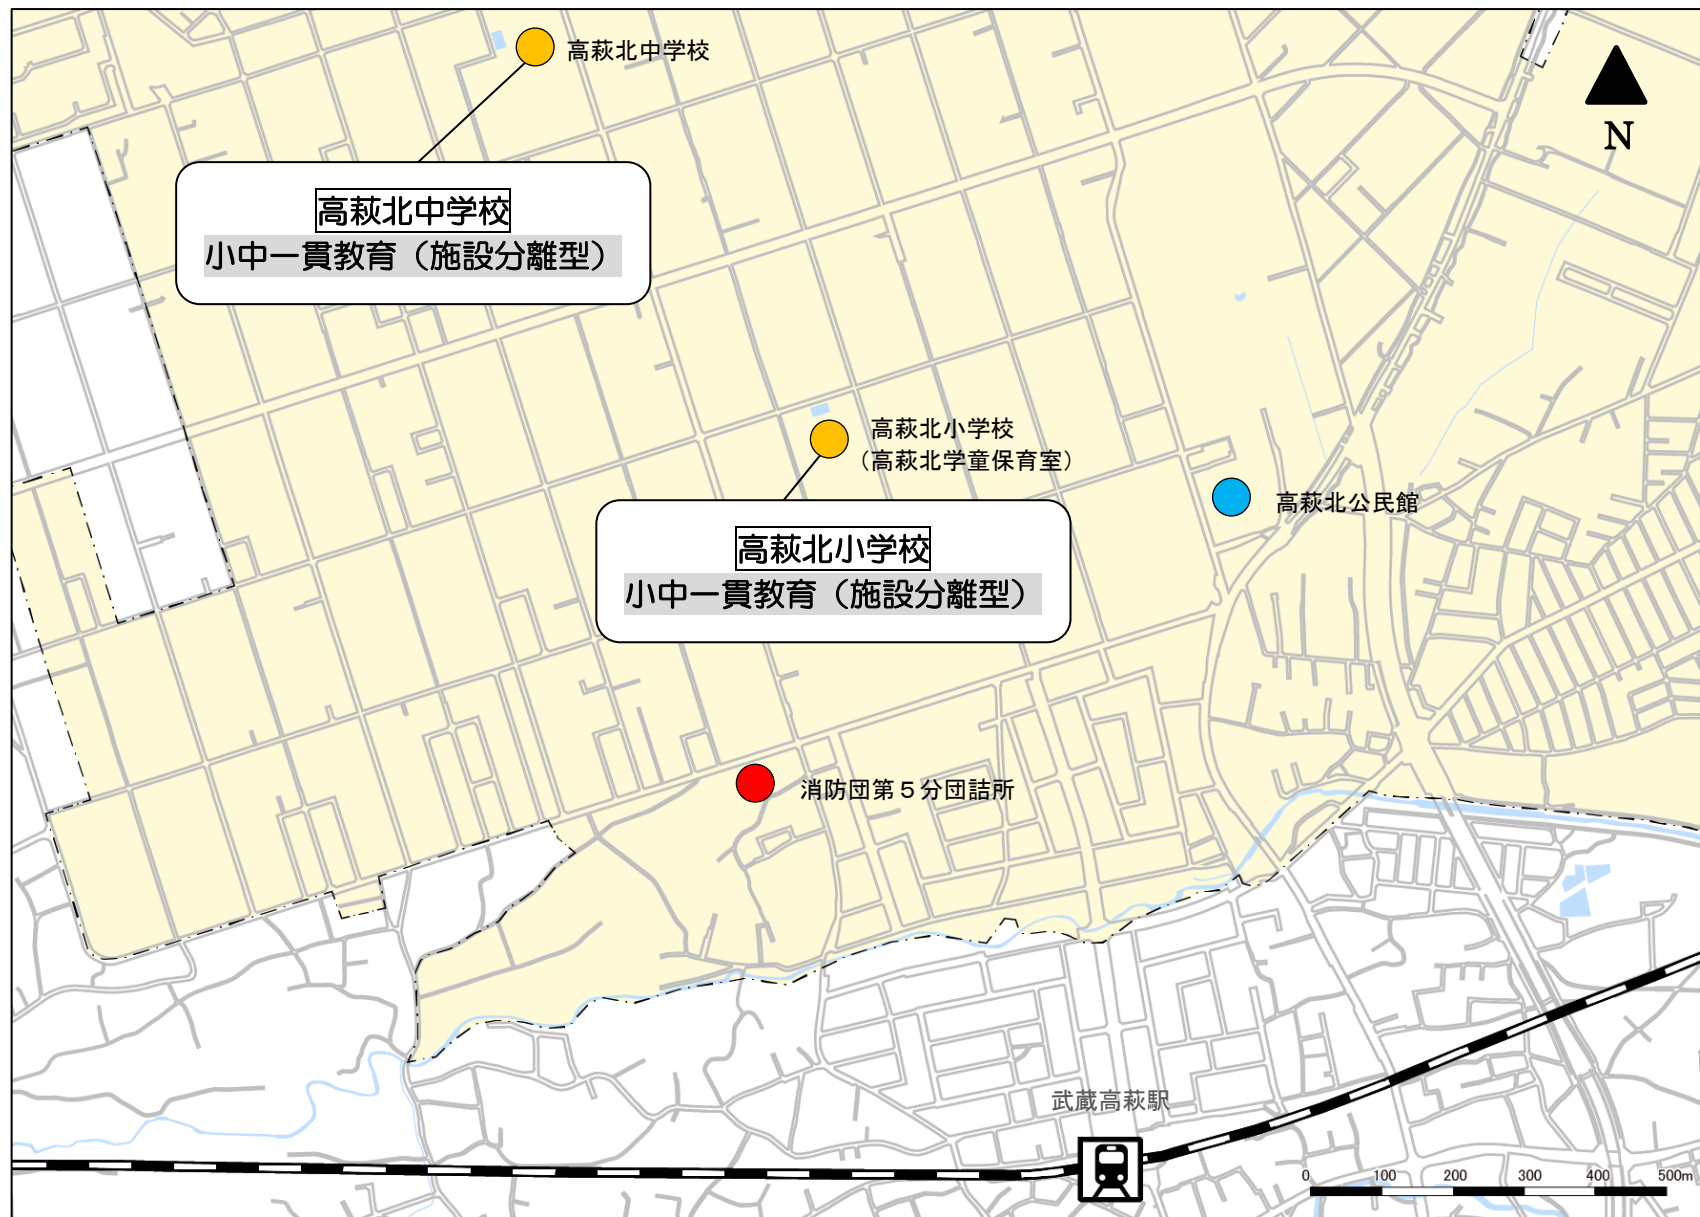 高萩北中学校
N
高萩北中学校
小中一貫教育（施設分離型）
高萩北小学校
（高萩北学童保育室）
高萩北公民館
高萩北小学校
小中一貫教育（施設分離型）
消防団第５分団詰所
武蔵高萩駅
0 100 200 300 400 500m